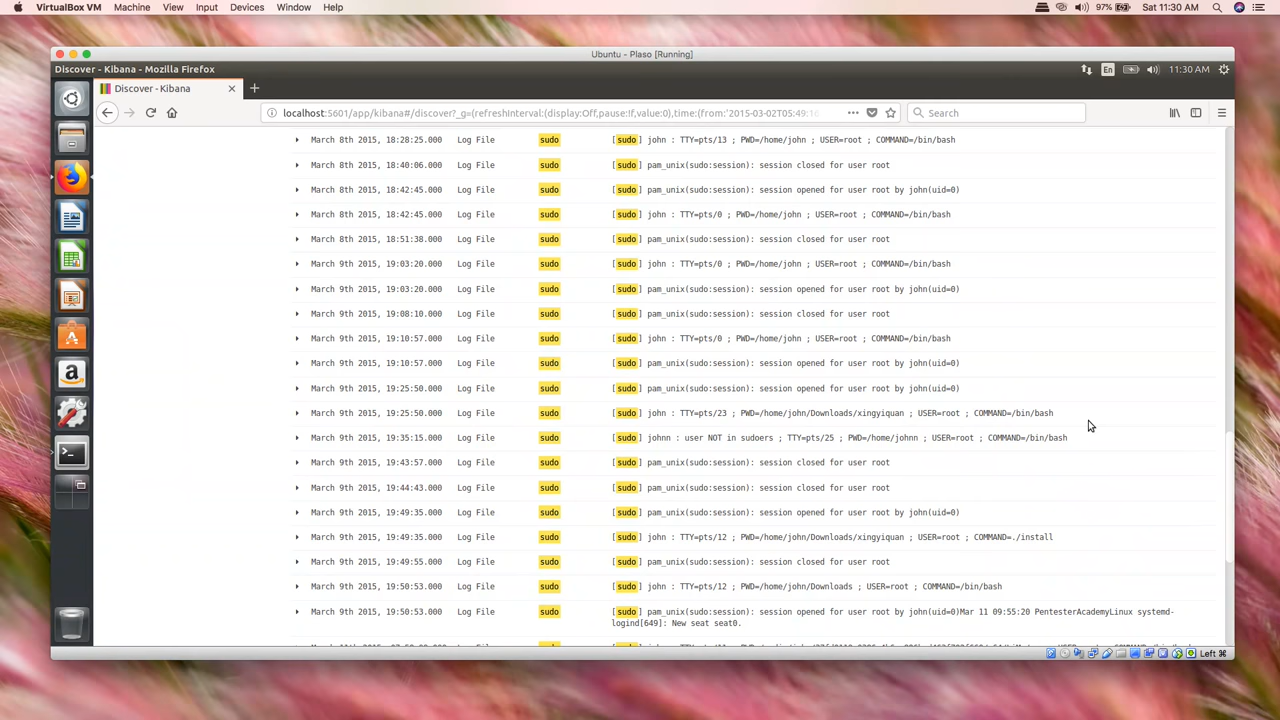 VirtualBox VM Machine View Input Devices Window Help 97% Sat 11:30 AM
Ubuntu - Plaso [Running]
Discover - Kibana - Mozilla Firefox En 11:30 AM
Discover - Kibana
localhost:5601/app/kibana#/discover?_g=(refreshInterval:(display:Off,pause:!f,value:0),time:(from:'2015-03-02T05:49:16 Search
March 8th 2015, 18:28:25.000 Log File sudo [sudo] john : TTY=pts/13 ; PWD=/home/john ; USER=root ; COMMAND=/bin/bash
March 8th 2015, 18:40:06.000 Log File sudo [sudo] pam_unix(sudo:session): session closed for user root
March 8th 2015, 18:42:45.000 Log File sudo [sudo] pam_unix(sudo:session): session opened for user root by john(uid=0)
March 8th 2015, 18:42:45.000 Log File sudo [sudo] john : TTY=pts/0 ; PWD=/home/john ; USER=root ; COMMAND=/bin/bash
March 8th 2015, 18:51:38.000 Log File sudo [sudo] pam_unix(sudo:session): session closed for user root
March 9th 2015, 19:03:20.000 Log File sudo [sudo] john : TTY=pts/0 ; PWD=/home/john ; USER=root ; COMMAND=/bin/bash
March 9th 2015, 19:03:20.000 Log File sudo [sudo] pam_unix(sudo:session): session opened for user root by john(uid=0)
March 9th 2015, 19:08:10.000 Log File sudo [sudo] pam_unix(sudo:session): session closed for user root
March 9th 2015, 19:10:57.000 Log File sudo [sudo] john : TTY=pts/0 ; PWD=/home/john ; USER=root ; COMMAND=/bin/bash
March 9th 2015, 19:10:57.000 Log File sudo [sudo] pam_unix(sudo:session): session opened for user root by john(uid=0)
March 9th 2015, 19:25:50.000 Log File sudo [sudo] pam_unix(sudo:session): session opened for user root by john(uid=0)
March 9th 2015, 19:25:50.000 Log File sudo [sudo] john : TTY=pts/23 ; PWD=/home/john/Downloads/xingyiquan ; USER=root ; COMMAND=/bin/bash
March 9th 2015, 19:35:15.000 Log File sudo [sudo] johnn : user NOT in sudoers ; TTY=pts/25 ; PWD=/home/johnn ; USER=root ; COMMAND=/bin/bash
March 9th 2015, 19:43:57.000 Log File sudo [sudo] pam_unix(sudo:session): session closed for user root
March 9th 2015, 19:44:43.000 Log File sudo [sudo] pam_unix(sudo:session): session closed for user root
March 9th 2015, 19:49:35.000 Log File sudo [sudo] pam_unix(sudo:session): session opened for user root by john(uid=0)
March 9th 2015, 19:49:35.000 Log File sudo [sudo] john : TTY=pts/12 ; PWD=/home/john/Downloads/xingyiquan ; USER=root ; COMMAND=./install
March 9th 2015, 19:49:55.000 Log File sudo [sudo] pam_unix(sudo:session): session closed for user root
March 9th 2015, 19:50:53.000 Log File sudo [sudo] john : TTY=pts/12 ; PWD=/home/john/Downloads ; USER=root ; COMMAND=/bin/bash
March 9th 2015, 19:50:53.000 Log File sudo [sudo] pam_unix(sudo:session): session opened for user root by john(uid=0)Mar 11 09:55:20 PentesterAcademyLinux systemd-
logind[649]: New seat seat0.
Left ⌘